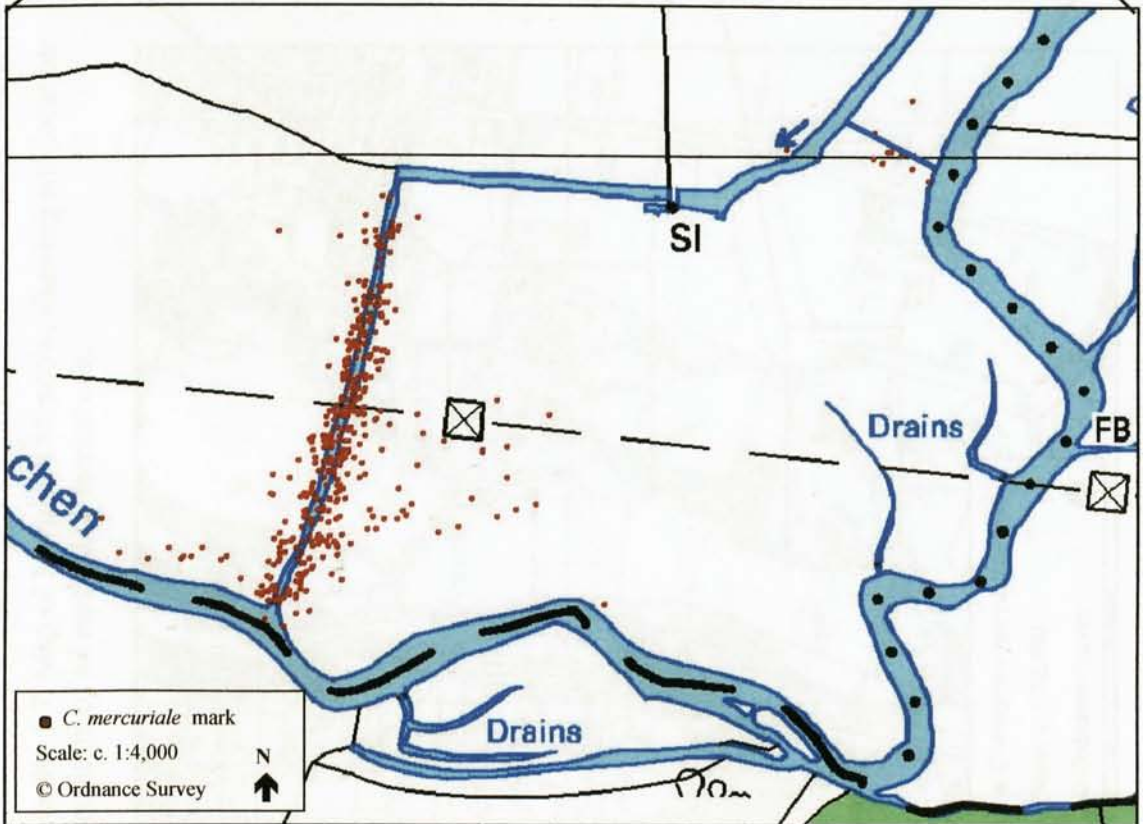 SI
Drains
FB
chen
Drains
C. mercuriale mark
Scale: c. 1:4,000
N
© Ordnance Survey